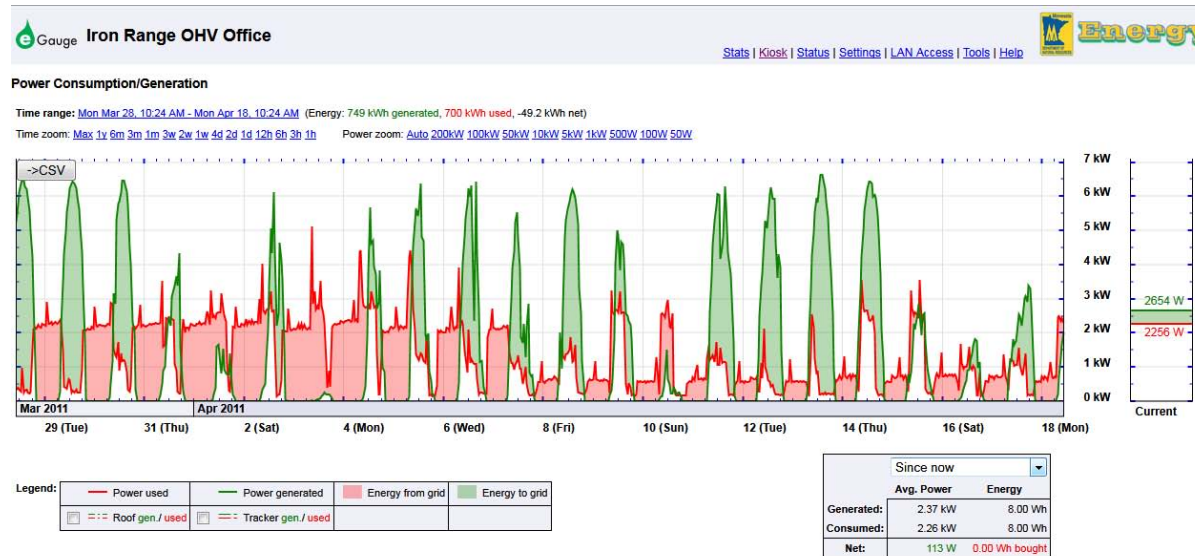 eGauge Iron Range OHV Office
Minnesota Energy
Stats | Kiosk | Status | Settings | LAN Access | Tools | Help
Power Consumption/Generation
Time range: Mon Mar 28, 10:24 AM - Mon Apr 18, 10:24 AM (Energy: 749 kWh generated, 700 kWh used, -49.2 kWh net)
Time zoom: Max 1y 6m 3m 1m 3w 2w 1w 4d 2d 1d 12h 6h 3h 1h Power zoom: Auto 200kW 100kW 50kW 10kW 5kW 1kW 500W 100W 50W
->CSV
7 kW
6 kW
5 kW
4 kW
3 kW
2 kW
1 kW
0 kW
2654 W
2256 W
Current
Mar 2011 Apr 2011
29 (Tue) 31 (Thu) 2 (Sat) 4 (Mon) 6 (Wed) 8 (Fri) 10 (Sun) 12 (Tue) 14 (Thu) 16 (Sat) 18 (Mon)
Legend: Power used Power generated Energy from grid Energy to grid
Roof gen./ used Tracker gen./ used
Since now
Avg. Power Energy
Generated: 2.37 kW 8.00 Wh
Consumed: 2.26 kW 8.00 Wh
Net: 113 W 0.00 Wh bought